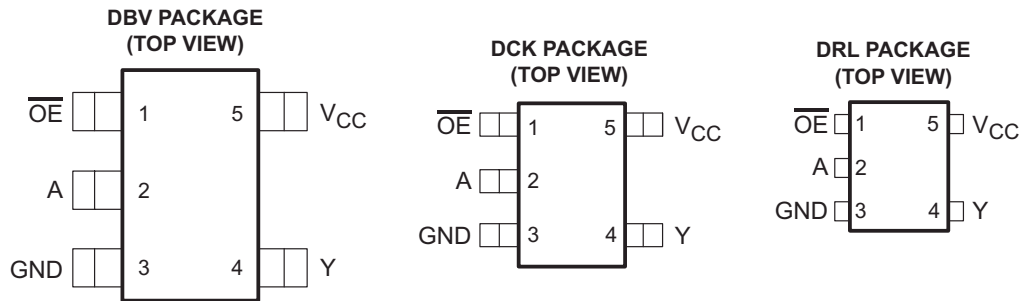 DBV PACKAGE
(TOP VIEW)
OE 1 5 VCC
A 2
GND 3 4 Y
DCK PACKAGE
(TOP VIEW)
OE 1 5 VCC
A 2
GND 3 4 Y
DRL PACKAGE
(TOP VIEW)
OE 1 5 VCC
A 2
GND 3 4 Y